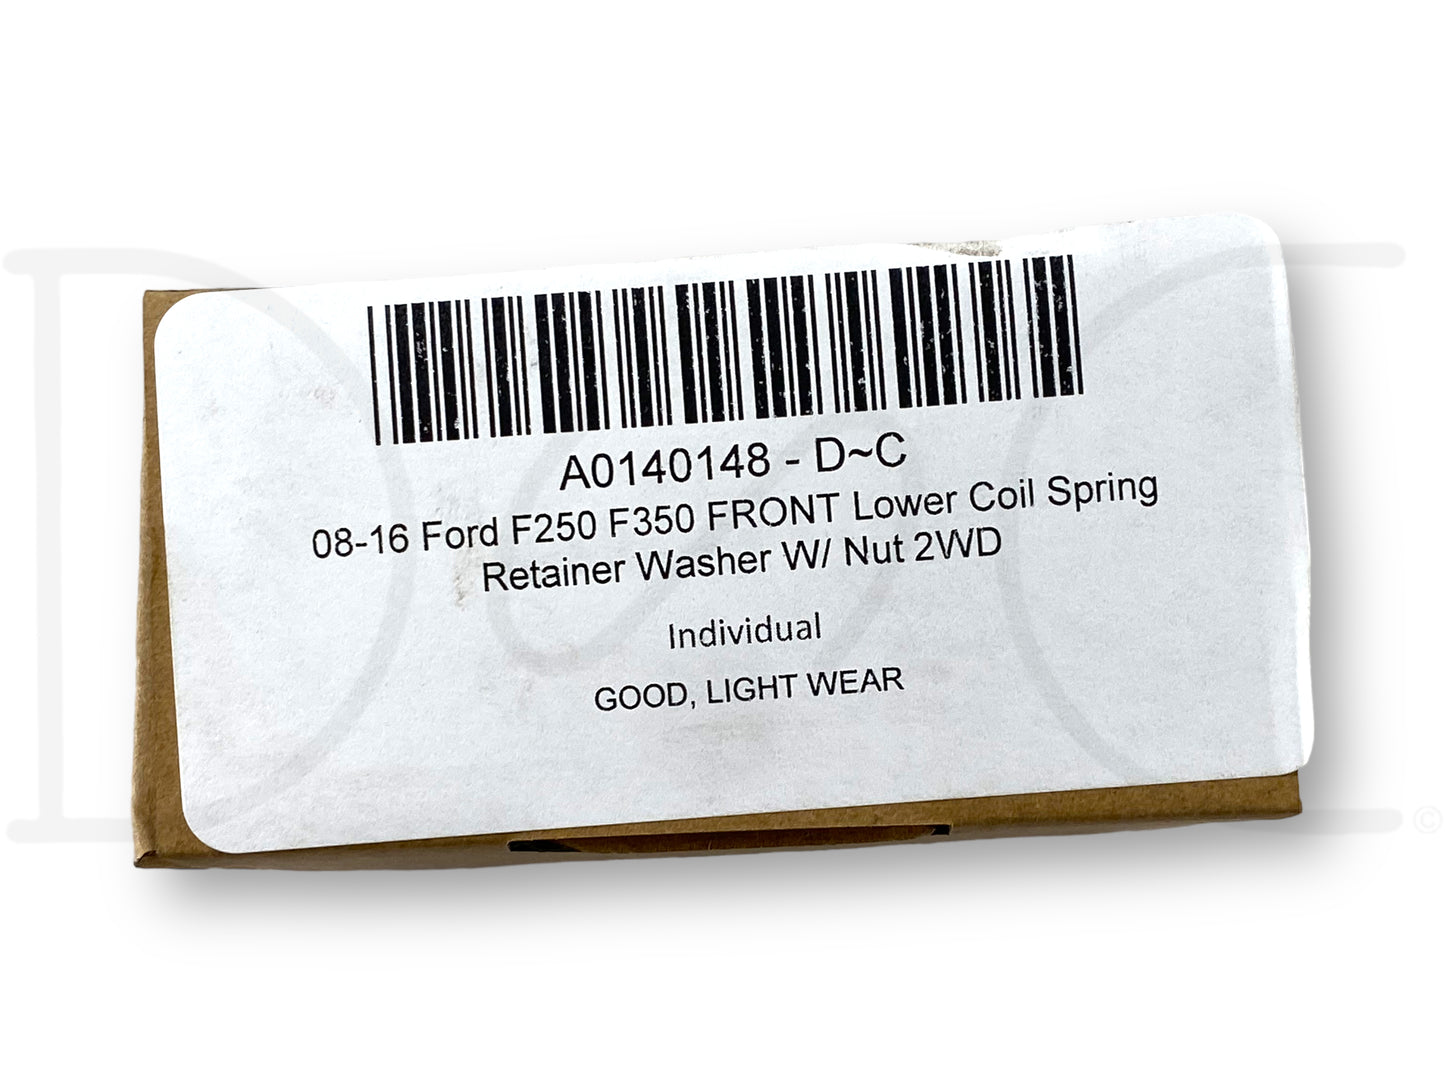 A0140148 - D~C
08-16 Ford F250 F350 FRONT Lower Coil Spring
Retainer Washer W/ Nut 2WD
Individual
GOOD, LIGHT WEAR
D~C
©